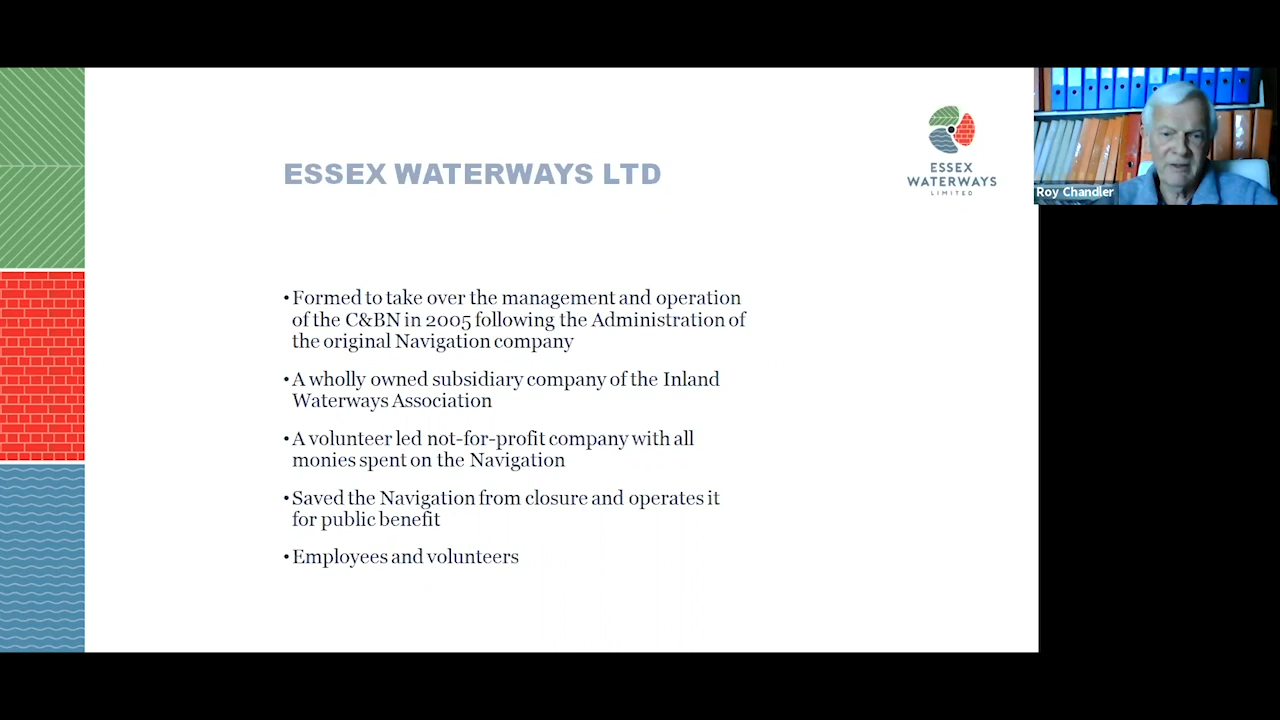 ESSEX WATERWAYS LTD
ESSEX
WATERWAYS
LIMITED
Roy Chandler
•Formed to take over the management and operation
of the C&BN in 2005 following the Administration of
the original Navigation company
•A wholly owned subsidiary company of the Inland
Waterways Association
•A volunteer led not-for-profit company with all
monies spent on the Navigation
•Saved the Navigation from closure and operates it
for public benefit
•Employees and volunteers